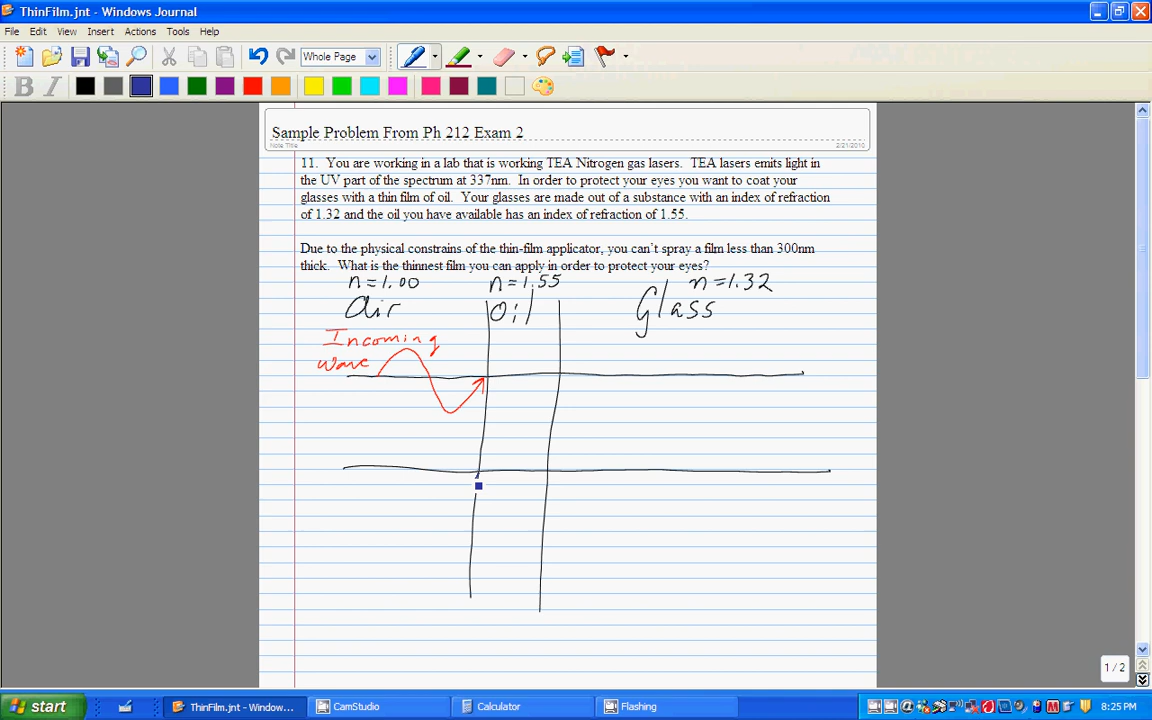 ThinFilm.jnt - Windows Journal
File Edit View Insert Actions Tools Help
Whole Page
B I
Sample Problem From Ph 212 Exam 2
Note Title
2/21/2010
11. You are working in a lab that is working TEA Nitrogen gas lasers. TEA lasers emits light in
the UV part of the spectrum at 337nm. In order to protect your eyes you want to coat your
glasses with a thin film of oil. Your glasses are made out of a substance with an index of refraction
of 1.32 and the oil you have available has an index of refraction of 1.55.
Due to the physical constrains of the thin-film applicator, you can't spray a film less than 300nm
thick. What is the thinnest film you can apply in order to protect your eyes?
n=1.00 n=1.55 n=1.32
air Oil Glass
Incoming
wave
1 / 2
start ThinFilm.jnt - Window... CamStudio Calculator Flashing 8:25 PM